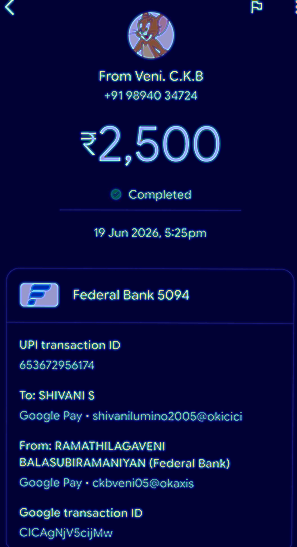 From Veni. C.K.B
+91 98940 34724
₹2,500
Completed
19 Jun 2026, 5:25pm
Federal Bank 5094
UPI transaction ID
653672956174
To: SHIVANI S
Google Pay • shivanilumino2005@okicici
From: RAMATHILAGAVENI
BALASUBIRAMANIYAN (Federal Bank)
Google Pay • ckbveni05@okaxis
Google transaction ID
CICAgNjV5cijMw